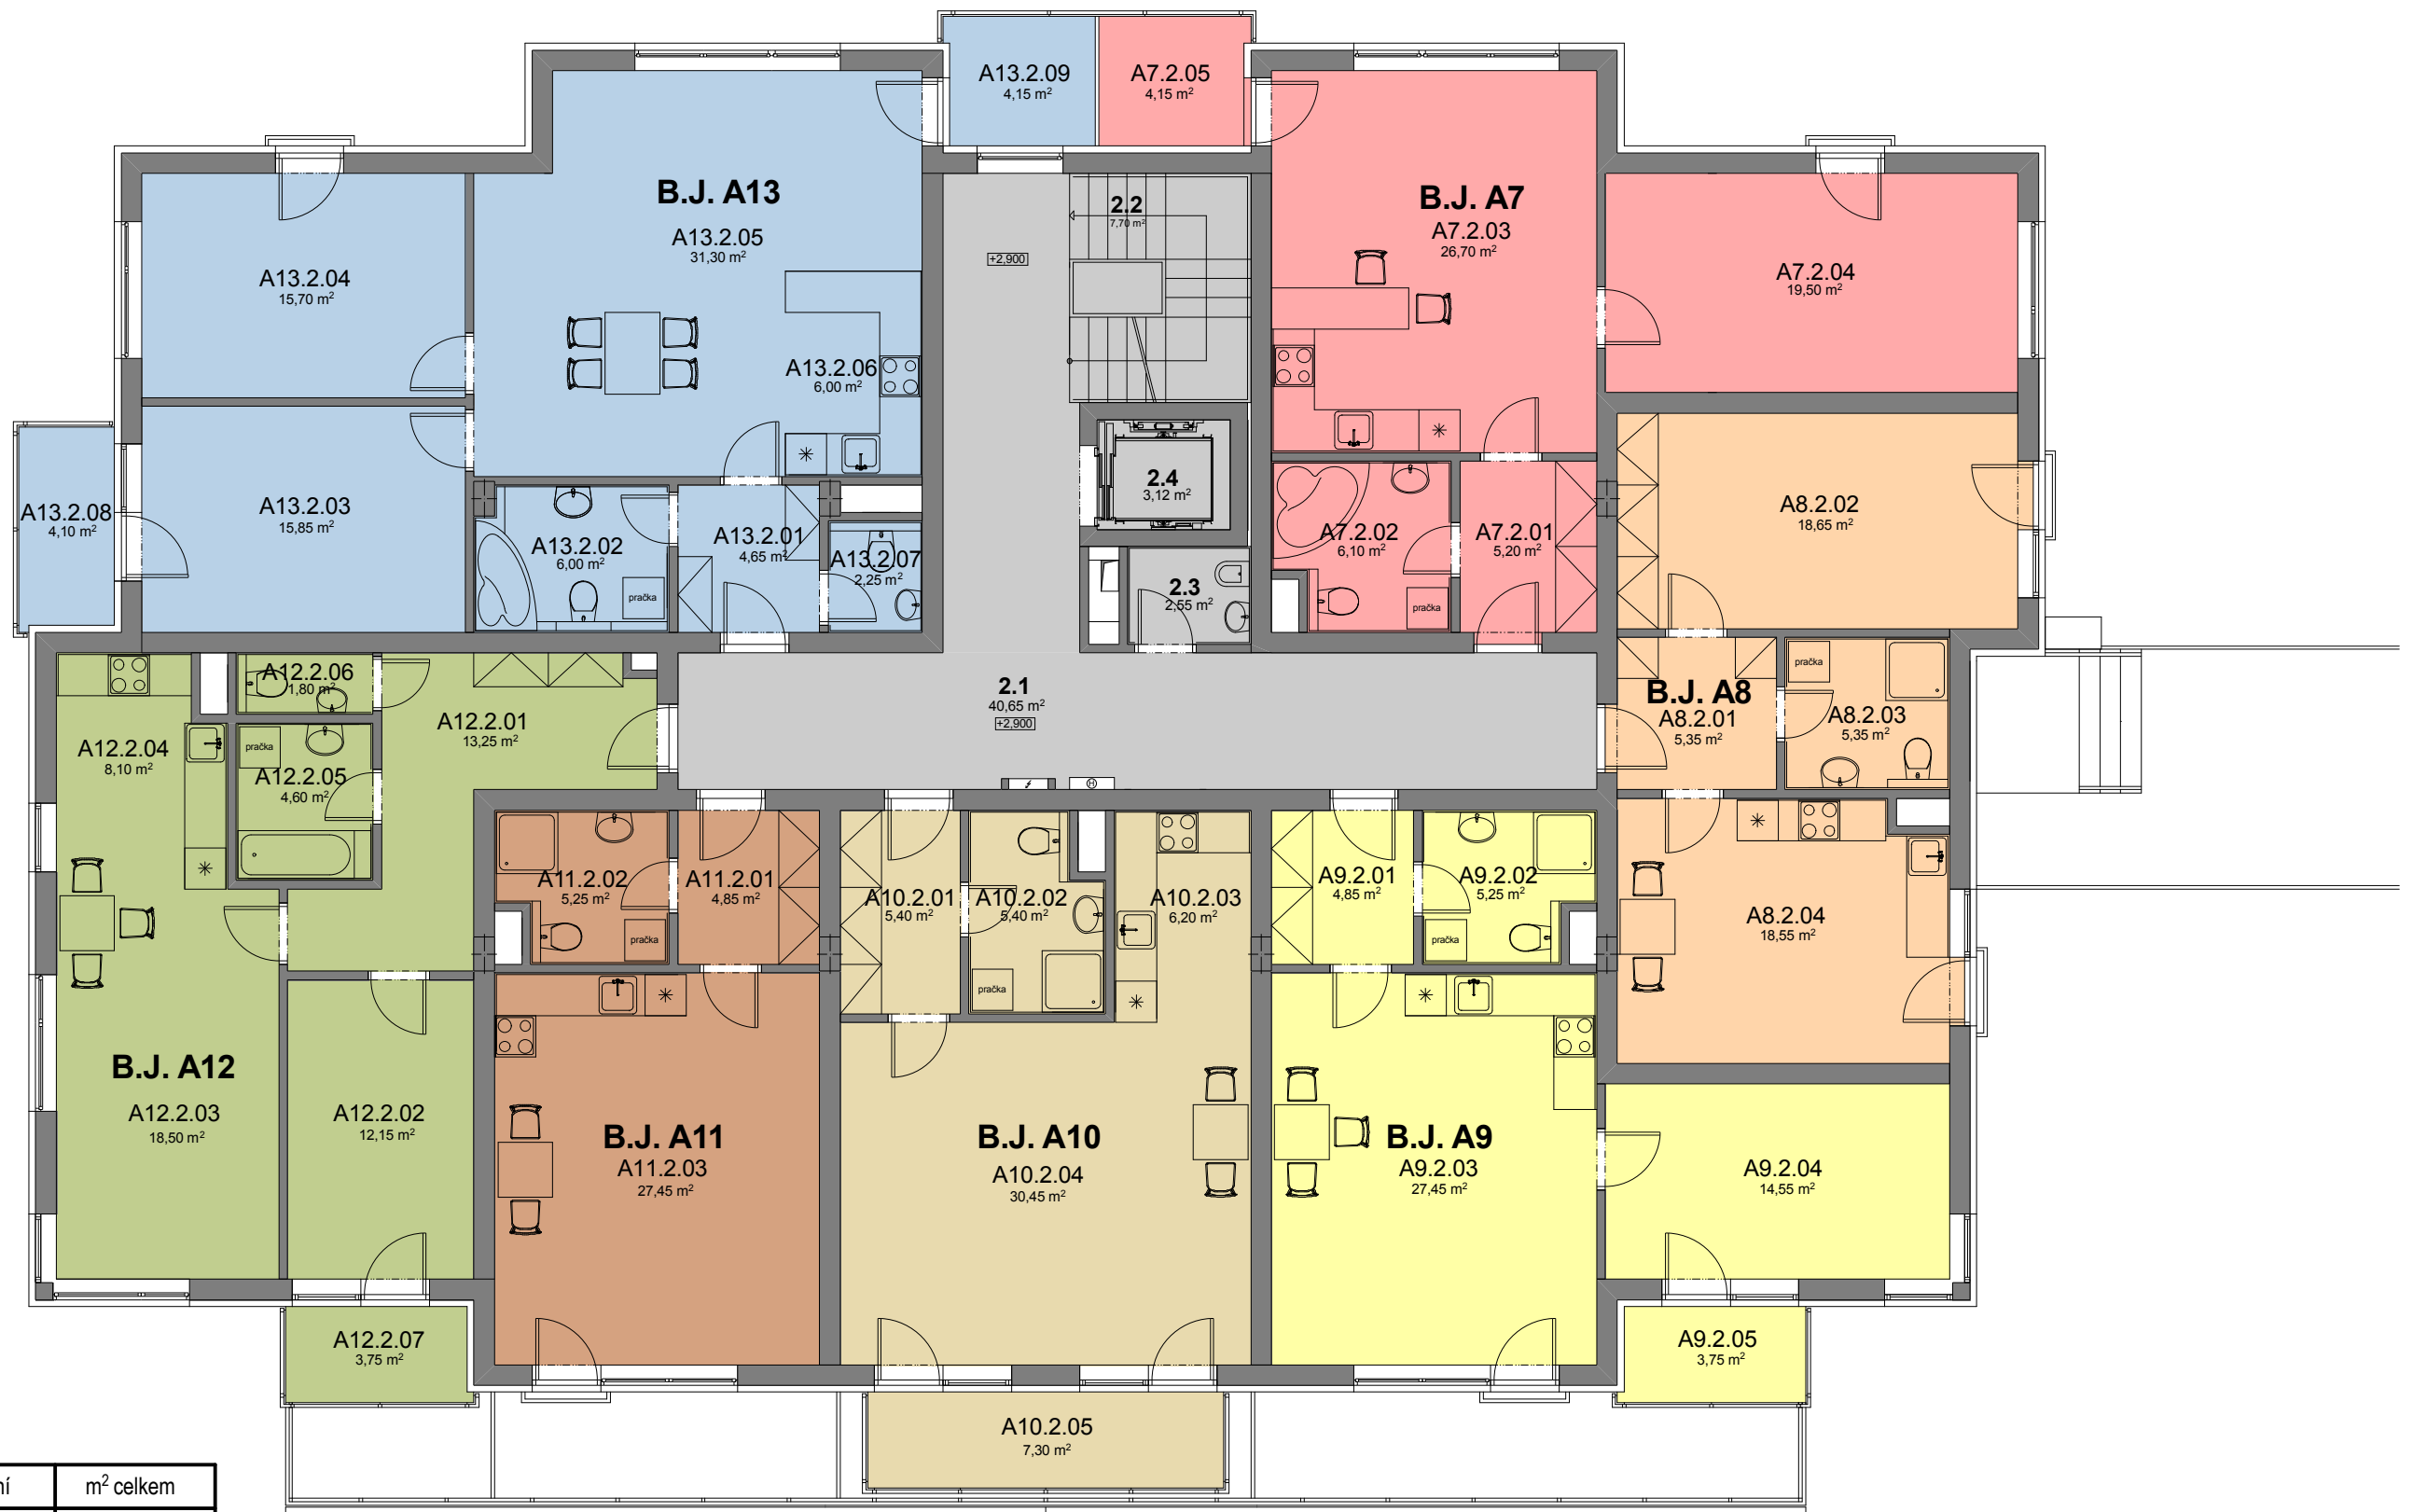 A13.2.09
4,15 m²
A7.2.05
4,15 m²
B.J. A13
A13.2.05
31,30 m²
A13.2.04
15,70 m²
A13.2.06
6,00 m²
2.2
7,70 m²
+2,900
B.J. A7
A7.2.03
26,70 m²
A7.2.04
19,50 m²
A13.2.08
4,10 m²
A13.2.03
15,85 m²
A13.2.02
6,00 m²
pračka
A13.2.01
4,65 m²
A13.2.07
2,25 m²
2.4
3,12 m²
2.3
2,55 m²
A7.2.02
6,10 m²
pračka
A7.2.01
5,20 m²
A8.2.02
18,65 m²
A12.2.06
1,80 m²
A12.2.01
13,25 m²
A12.2.04
8,10 m²
pračka
A12.2.05
4,60 m²
2.1
40,65 m²
+2,900
H
B.J. A8
A8.2.01
5,35 m²
pračka
A8.2.03
5,35 m²
A11.2.02
5,25 m²
pračka
A11.2.01
4,85 m²
A10.2.01
5,40 m²
A10.2.02
5,40 m²
pračka
A10.2.03
6,20 m²
A9.2.01
4,85 m²
A9.2.02
5,25 m²
pračka
A8.2.04
18,55 m²
B.J. A12
A12.2.03
18,50 m²
A12.2.02
12,15 m²
B.J. A11
A11.2.03
27,45 m²
B.J. A10
A10.2.04
30,45 m²
B.J. A9
A9.2.03
27,45 m²
A9.2.04
14,55 m²
A12.2.07
3,75 m²
A9.2.05
3,75 m²
A10.2.05
7,30 m²
m² celkem